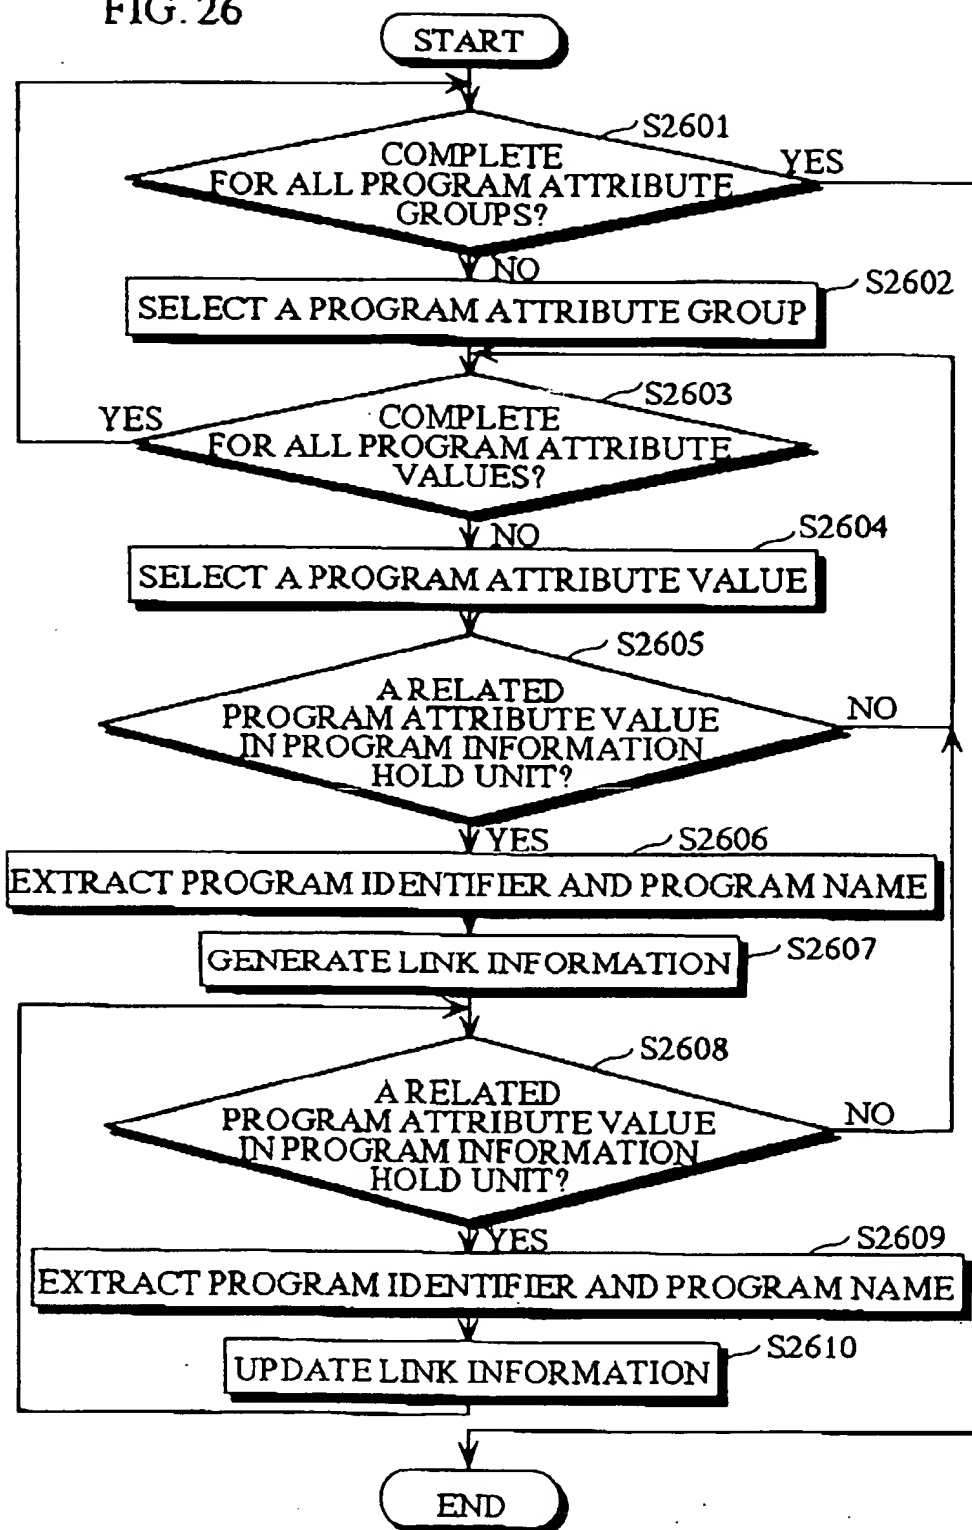 FIG. 26
START
S2601
COMPLETE
FOR ALL PROGRAM ATTRIBUTE
GROUPS?
YES
NO
S2602
SELECT A PROGRAM ATTRIBUTE GROUP
S2603
YES
COMPLETE
FOR ALL PROGRAM ATTRIBUTE
VALUES?
NO
S2604
SELECT A PROGRAM ATTRIBUTE VALUE
S2605
A RELATED
PROGRAM ATTRIBUTE VALUE
IN PROGRAM INFORMATION
HOLD UNIT?
NO
YES
S2606
EXTRACT PROGRAM IDENTIFIER AND PROGRAM NAME
S2607
GENERATE LINK INFORMATION
S2608
A RELATED
PROGRAM ATTRIBUTE VALUE
IN PROGRAM INFORMATION
HOLD UNIT?
NO
YES
S2609
EXTRACT PROGRAM IDENTIFIER AND PROGRAM NAME
S2610
UPDATE LINK INFORMATION
END